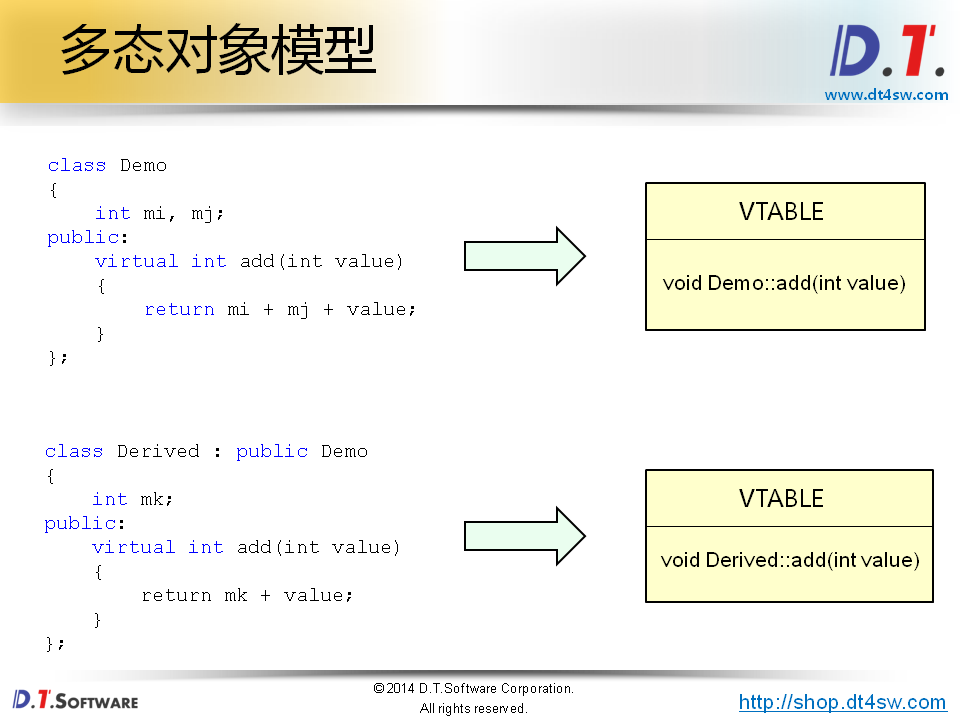 多态对象模型
D.T.
www.dt4sw.com
class Demo
{
    int mi, mj;
public:
    virtual int add(int value)
    {
        return mi + mj + value;
    }
};
VTABLE
void Demo::add(int value)
class Derived : public Demo
{
    int mk;
public:
    virtual int add(int value)
    {
        return mk + value;
    }
};
VTABLE
void Derived::add(int value)
D.T.SOFTWARE
©2014 D.T.Software Corporation.
All rights reserved.
http://shop.dt4sw.com